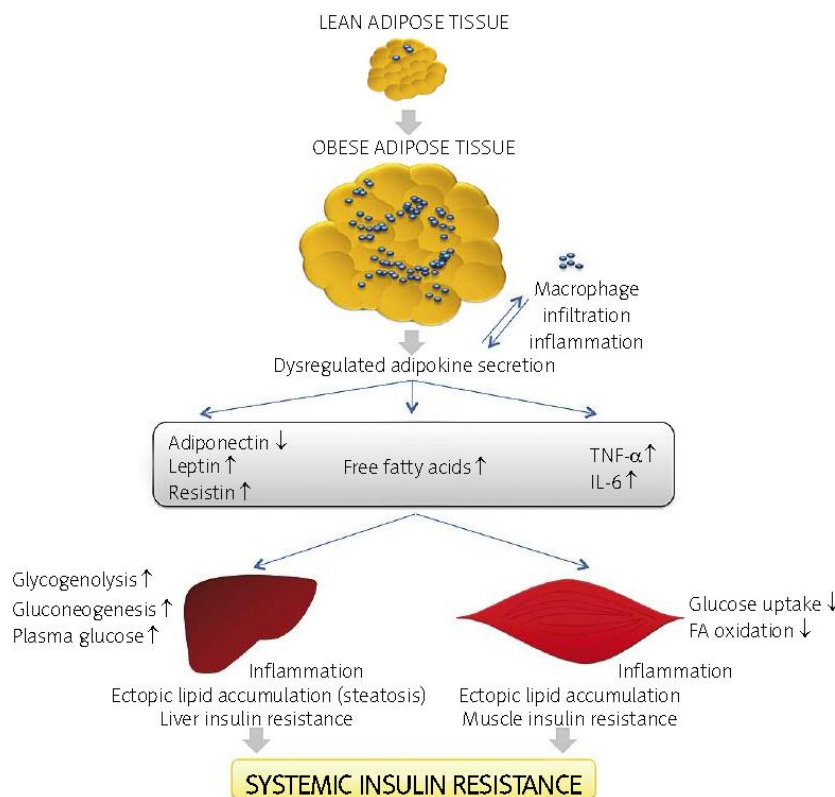 LEAN ADIPOSE TISSUE
OBESE ADIPOSE TISSUE
Macrophage
infiltration
inflammation
Dysregulated adipokine secretion
Adiponectin ↓
Leptin ↑
Resistin ↑
Free fatty acids ↑
TNF-α ↑
IL-6 ↑
Glycogenolysis ↑
Gluconeogenesis ↑
Plasma glucose ↑
Inflammation
Ectopic lipid accumulation (steatosis)
Liver insulin resistance
Glucose uptake ↓
FA oxidation ↓
Inflammation
Ectopic lipid accumulation
Muscle insulin resistance
SYSTEMIC INSULIN RESISTANCE